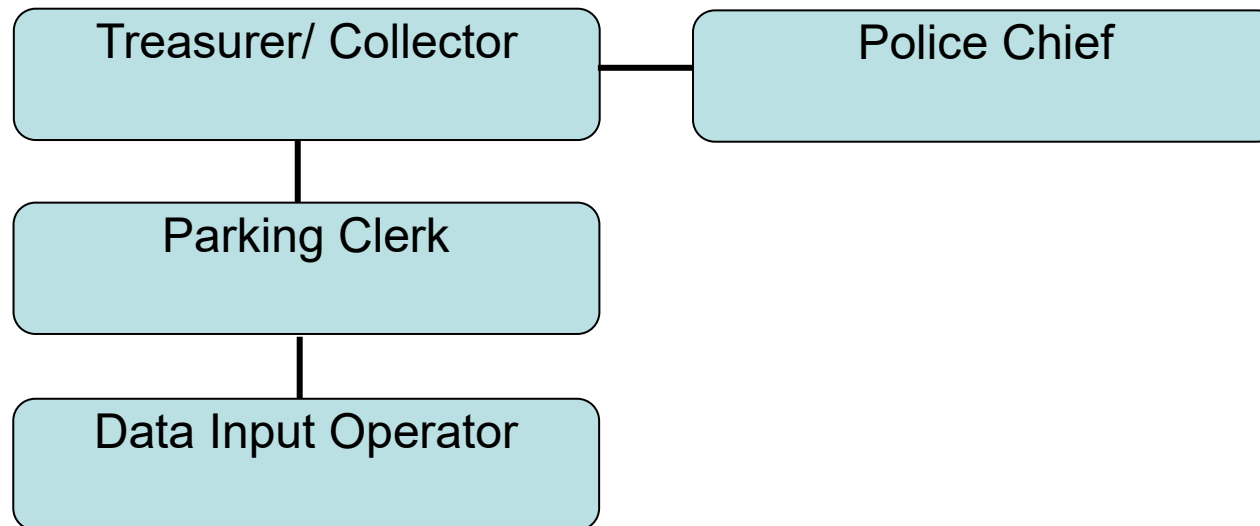 Treasurer/ Collector
Police Chief
Parking Clerk
Data Input Operator